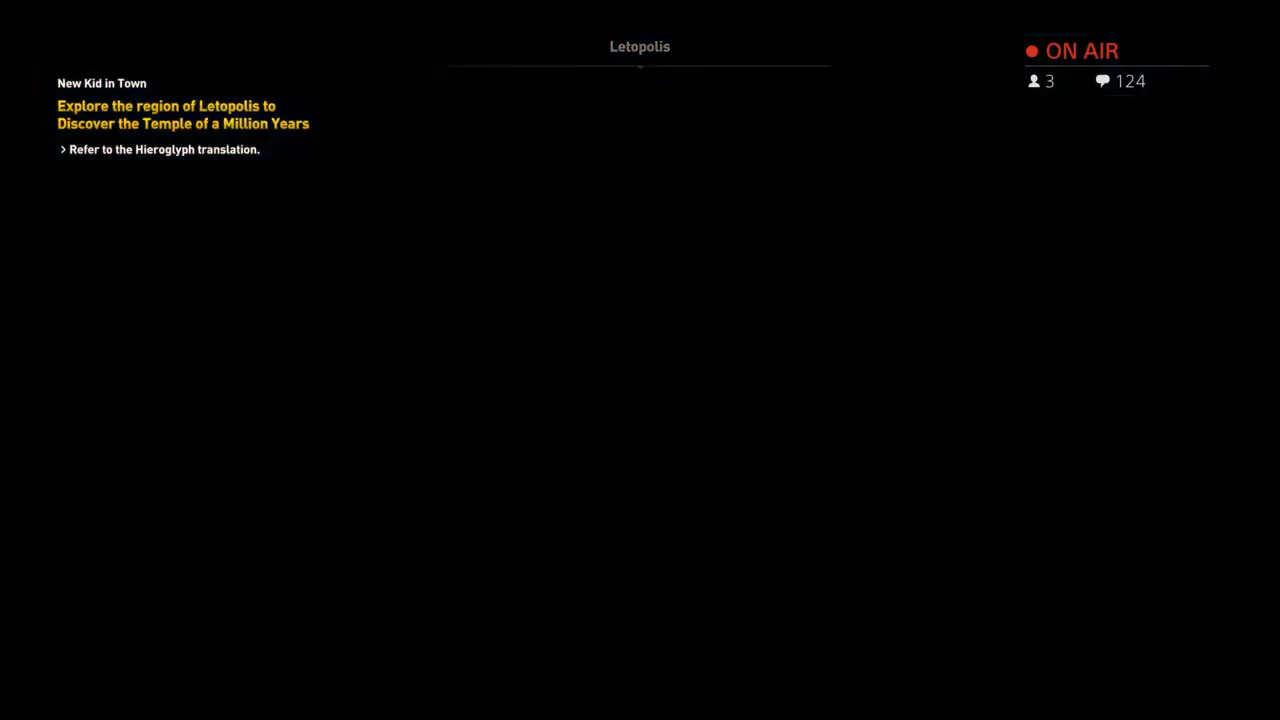 Letopolis
ON AIR
3 124
New Kid in Town
Explore the region of Letopolis to
Discover the Temple of a Million Years
> Refer to the Hieroglyph translation.